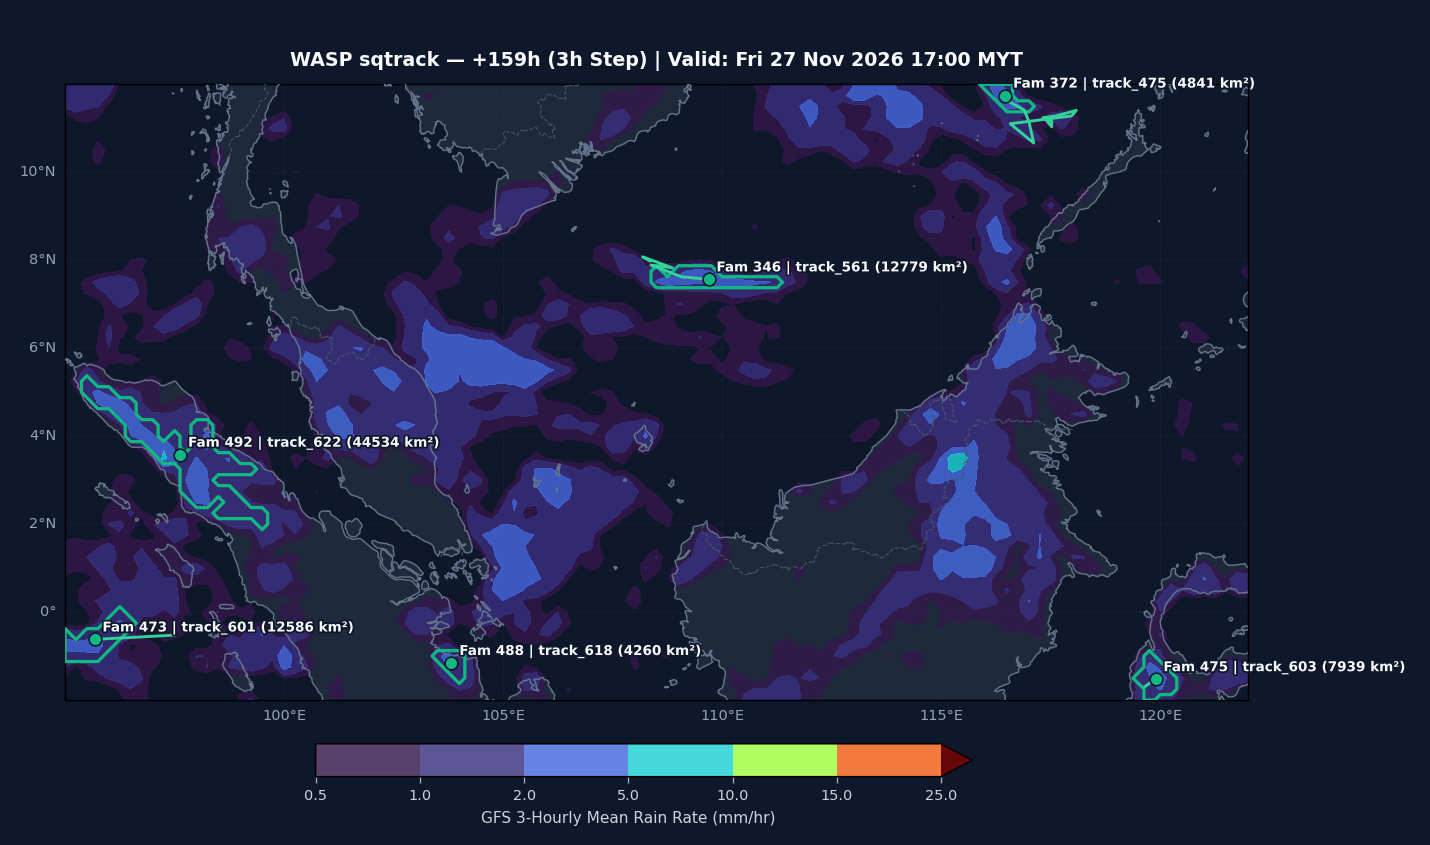 WASP sqtrack — +159h (3h Step) | Valid: Fri 27 Nov 2026 17:00 MYT
Fam 372 | track_475 (4841 km²)
10°N
8°N
Fam 346 | track_561 (12779 km²)
6°N
4°N
Fam 492 | track_622 (44534 km²)
2°N
0°
Fam 473 | track_601 (12586 km²)
Fam 488 | track_618 (4260 km²)
Fam 475 | track_603 (7939 km²)
100°E 105°E 110°E 115°E 120°E
0.5 1.0 2.0 5.0 10.0 15.0 25.0
GFS 3-Hourly Mean Rain Rate (mm/hr)